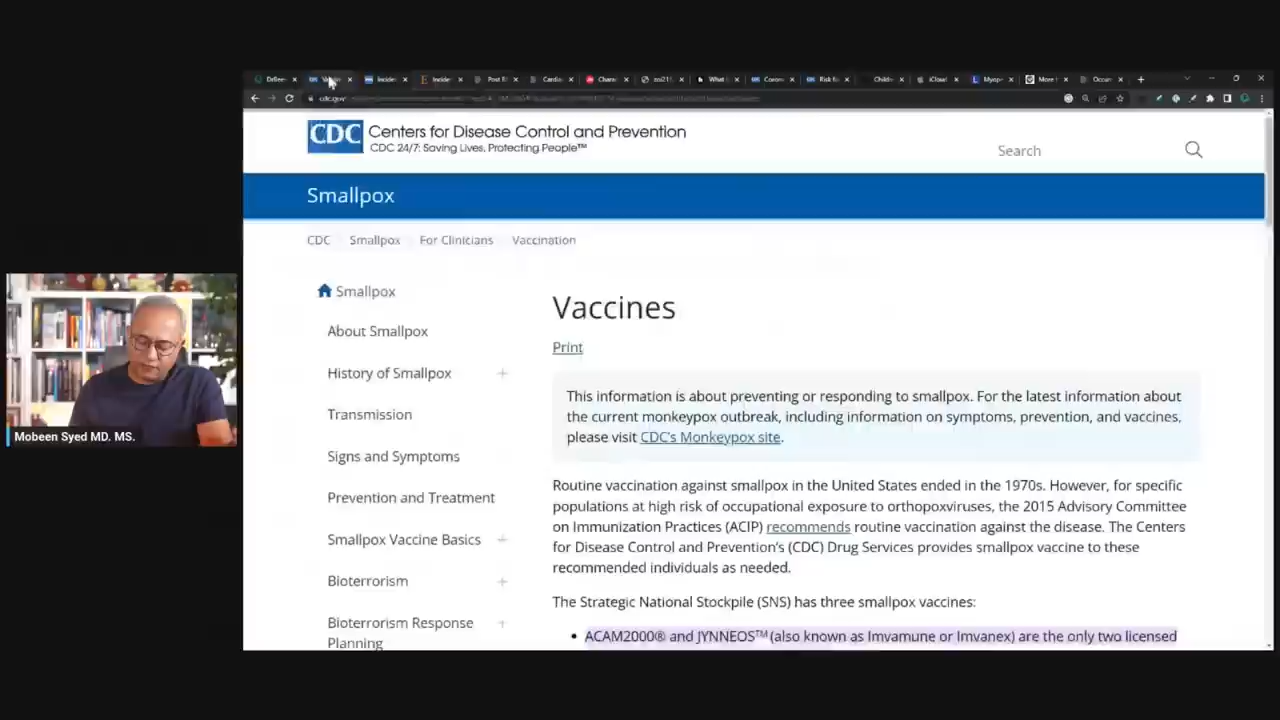 CDC Centers for Disease Control and Prevention
CDC 24/7: Saving Lives, Protecting People™
Search
Smallpox
CDC Smallpox For Clinicians Vaccination
Smallpox
About Smallpox
History of Smallpox +
Transmission
Signs and Symptoms
Prevention and Treatment
Smallpox Vaccine Basics +
Bioterrorism +
Bioterrorism Response +
Planning
Vaccines
Print
This information is about preventing or responding to smallpox. For the latest information about
the current monkeypox outbreak, including information on symptoms, prevention, and vaccines,
please visit CDC's Monkeypox site.
Routine vaccination against smallpox in the United States ended in the 1970s. However, for specific
populations at high risk of occupational exposure to orthopoxviruses, the 2015 Advisory Committee
on Immunization Practices (ACIP) recommends routine vaccination against the disease. The Centers
for Disease Control and Prevention's (CDC) Drug Services provides smallpox vaccine to these
recommended individuals as needed.
The Strategic National Stockpile (SNS) has three smallpox vaccines:
• ACAM2000® and JYNNEOS™ (also known as Imvamune or Imvanex) are the only two licensed
Mobeen Syed MD. MS.